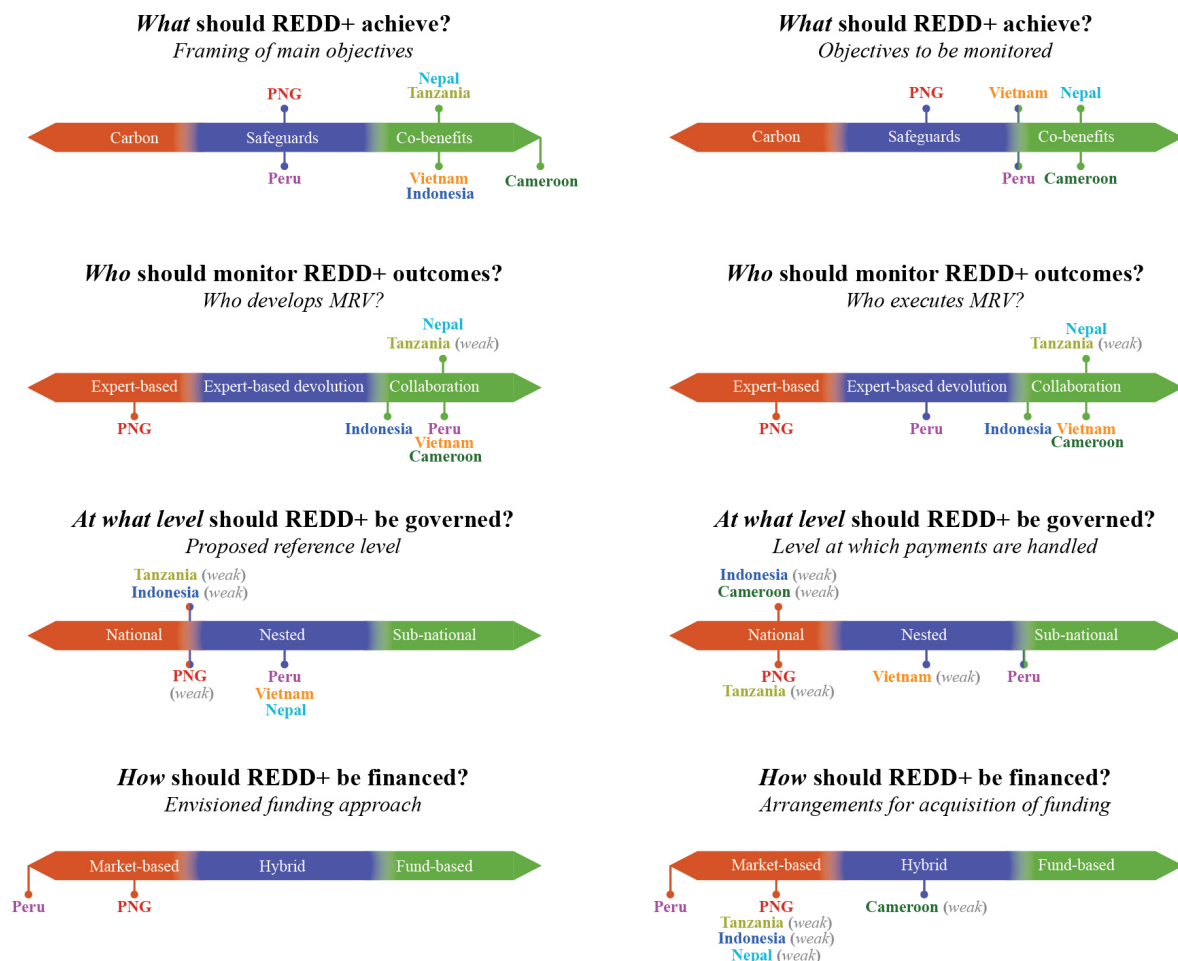 What should REDD+ achieve?
Framing of main objectives
Nepal
Tanzania
PNG
Carbon
Safeguards
Co-benefits
Peru
Vietnam
Indonesia
Cameroon
What should REDD+ achieve?
Objectives to be monitored
PNG
Vietnam
Nepal
Carbon
Safeguards
Co-benefits
Peru
Cameroon
Who should monitor REDD+ outcomes?
Who develops MRV?
Nepal
Tanzania (weak)
Expert-based
Expert-based devolution
Collaboration
PNG
Indonesia
Peru
Vietnam
Cameroon
Who should monitor REDD+ outcomes?
Who executes MRV?
Nepal
Tanzania (weak)
Expert-based
Expert-based devolution
Collaboration
PNG
Peru
Indonesia
Vietnam
Cameroon
At what level should REDD+ be governed?
Proposed reference level
Tanzania (weak)
Indonesia (weak)
National
Nested
Sub-national
PNG
(weak)
Peru
Vietnam
Nepal
At what level should REDD+ be governed?
Level at which payments are handled
Indonesia (weak)
Cameroon (weak)
National
Nested
Sub-national
PNG
Tanzania (weak)
Vietnam (weak)
Peru
How should REDD+ be financed?
Envisioned funding approach
Market-based
Hybrid
Fund-based
Peru
PNG
How should REDD+ be financed?
Arrangements for acquisition of funding
Market-based
Hybrid
Fund-based
Peru
PNG
Tanzania (weak)
Indonesia (weak)
Nepal (weak)
Cameroon (weak)